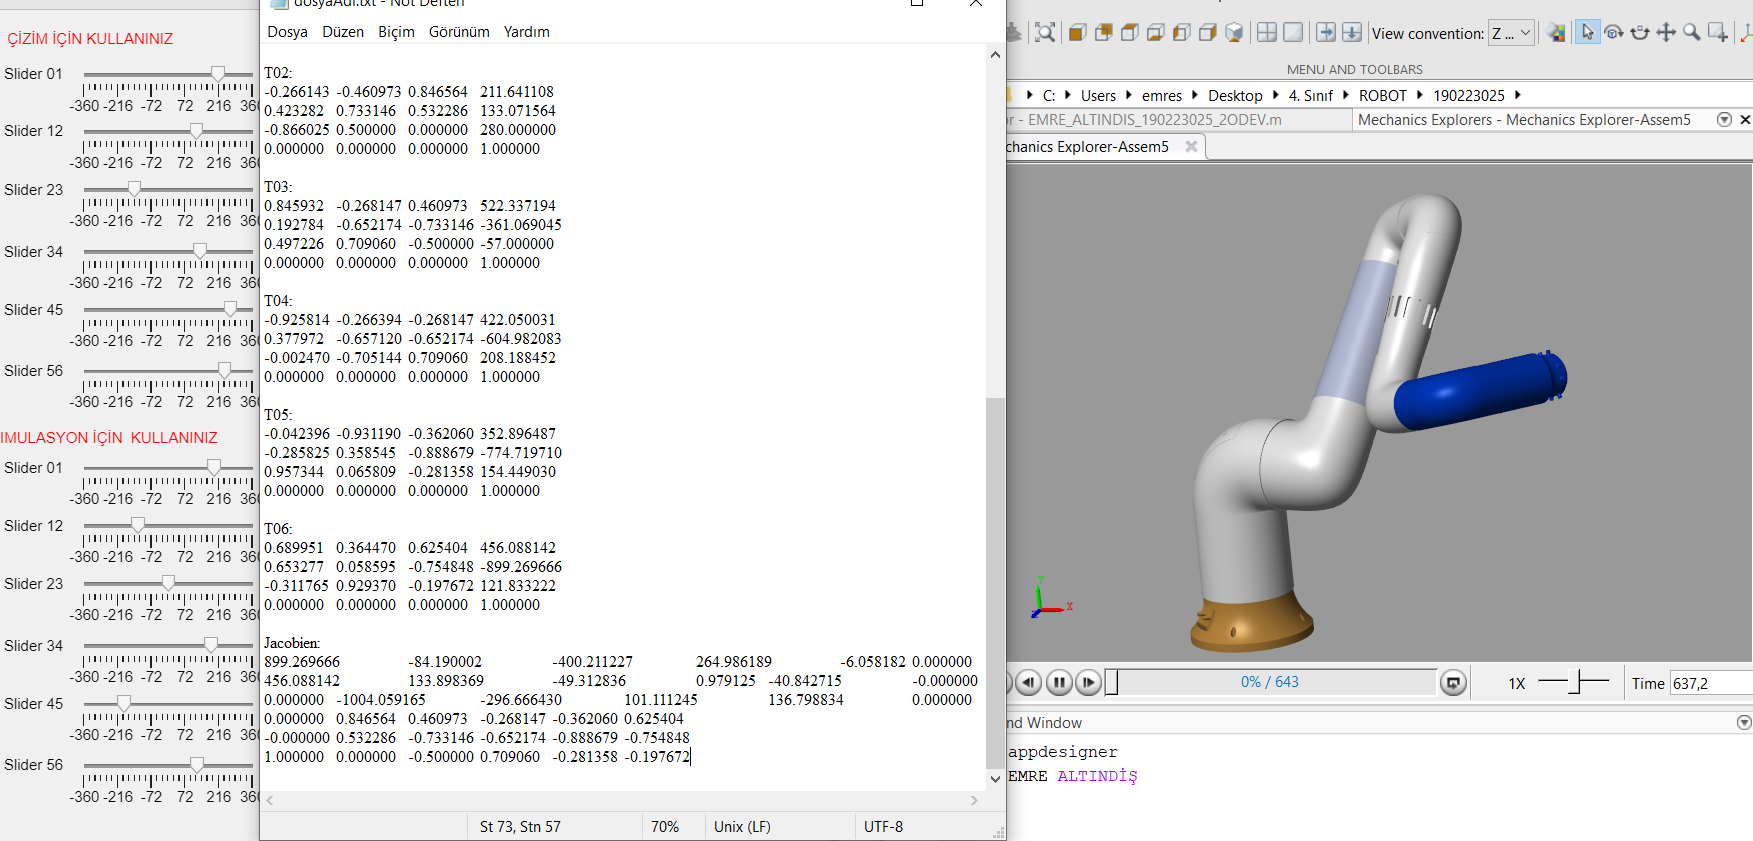 ÇİZİM İÇİN KULLANINIZ
Slider 01
-360 -216 -72 72 216 360
Slider 12
-360 -216 -72 72 216 360
Slider 23
-360 -216 -72 72 216 360
Slider 34
-360 -216 -72 72 216 360
Slider 45
-360 -216 -72 72 216 360
Slider 56
-360 -216 -72 72 216 360
IMULASYON İÇİN KULLANINIZ
Slider 01
-360 -216 -72 72 216 360
Slider 12
-360 -216 -72 72 216 360
Slider 23
-360 -216 -72 72 216 360
Slider 34
-360 -216 -72 72 216 360
Slider 45
-360 -216 -72 72 216 360
Slider 56
-360 -216 -72 72 216 360
dosyaAdi.txt - Not Defteri
Dosya Düzen Biçim Görünüm Yardım
T02:
-0.266143 -0.460973 0.846564 211.641108
0.423282 0.733146 0.532286 133.071564
-0.866025 0.500000 0.000000 280.000000
0.000000 0.000000 0.000000 1.000000
T03:
0.845932 -0.268147 0.460973 522.337194
0.192784 -0.652174 -0.733146 -361.069045
0.497226 0.709060 -0.500000 -57.000000
0.000000 0.000000 0.000000 1.000000
T04:
-0.925814 -0.266394 -0.268147 422.050031
0.377972 -0.657120 -0.652174 -604.982083
-0.002470 -0.705144 0.709060 208.188452
0.000000 0.000000 0.000000 1.000000
T05:
-0.042396 -0.931190 -0.362060 352.896487
-0.285825 0.358545 -0.888679 -774.719710
0.957344 0.065809 -0.281358 154.449030
0.000000 0.000000 0.000000 1.000000
T06:
0.689951 0.364470 0.625404 456.088142
0.653277 0.058595 -0.754848 -899.269666
-0.311765 0.929370 -0.197672 121.833222
0.000000 0.000000 0.000000 1.000000
Jacobien:
899.269666 -84.190002 -400.211227 264.986189 -6.058182 0.000000
456.088142 133.898369 -49.312836 0.979125 -40.842715 -0.000000
0.000000 -1004.059165 -296.666430 101.111245 136.798834 0.000000
0.000000 0.846564 0.460973 -0.268147 -0.362060 0.625404
-0.000000 0.532286 -0.733146 -0.652174 -0.888679 -0.754848
1.000000 0.000000 -0.500000 0.709060 -0.281358 -0.197672
St 73, Stn 57 70% Unix (LF) UTF-8
View convention: Z ...
MENU AND TOOLBARS
C: Users emres Desktop 4. Sınıf ROBOT 190223025
or - EMRE_ALTINDIS_190223025_2ODEV.m Mechanics Explorers - Mechanics Explorer-Assem5
chanics Explorer-Assem5
Y
X
Z
0% / 643 1X Time 637,2
nd Window
appdesigner
EMRE ALTINDİŞ